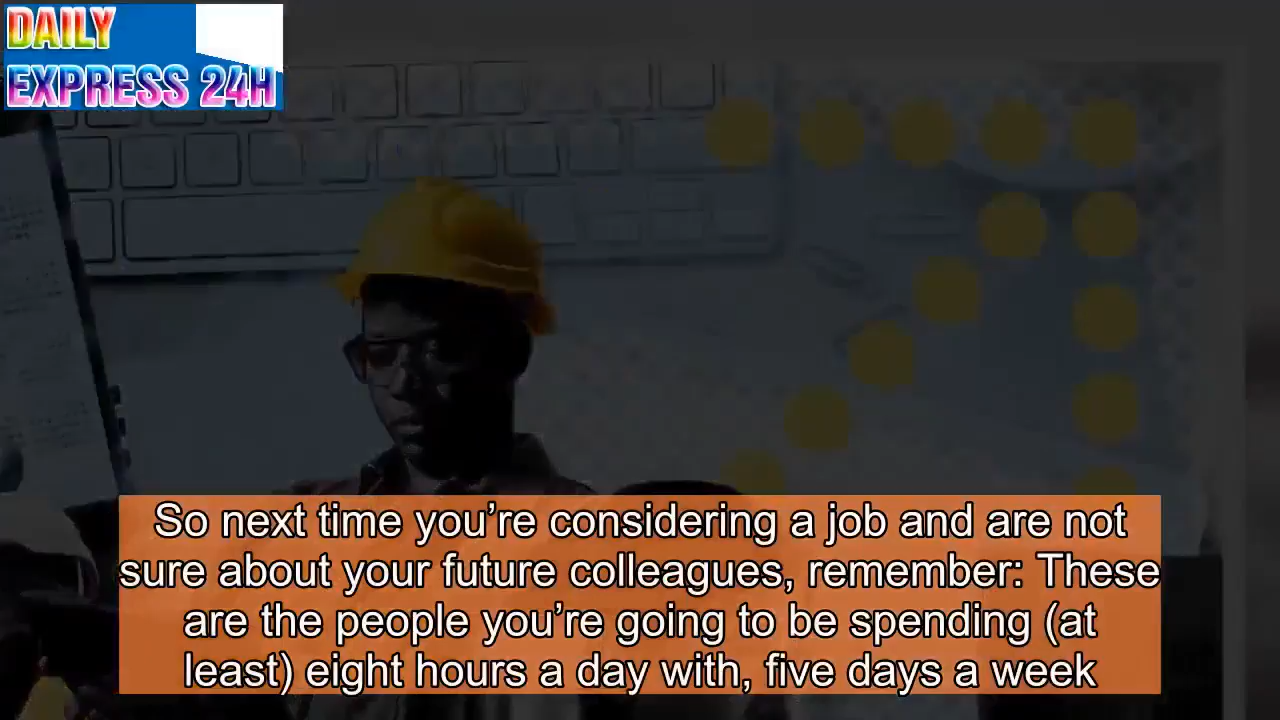 DAILY
EXPRESS 24H
So next time you’re considering a job and are not
sure about your future colleagues, remember: These
are the people you’re going to be spending (at
least) eight hours a day with, five days a week